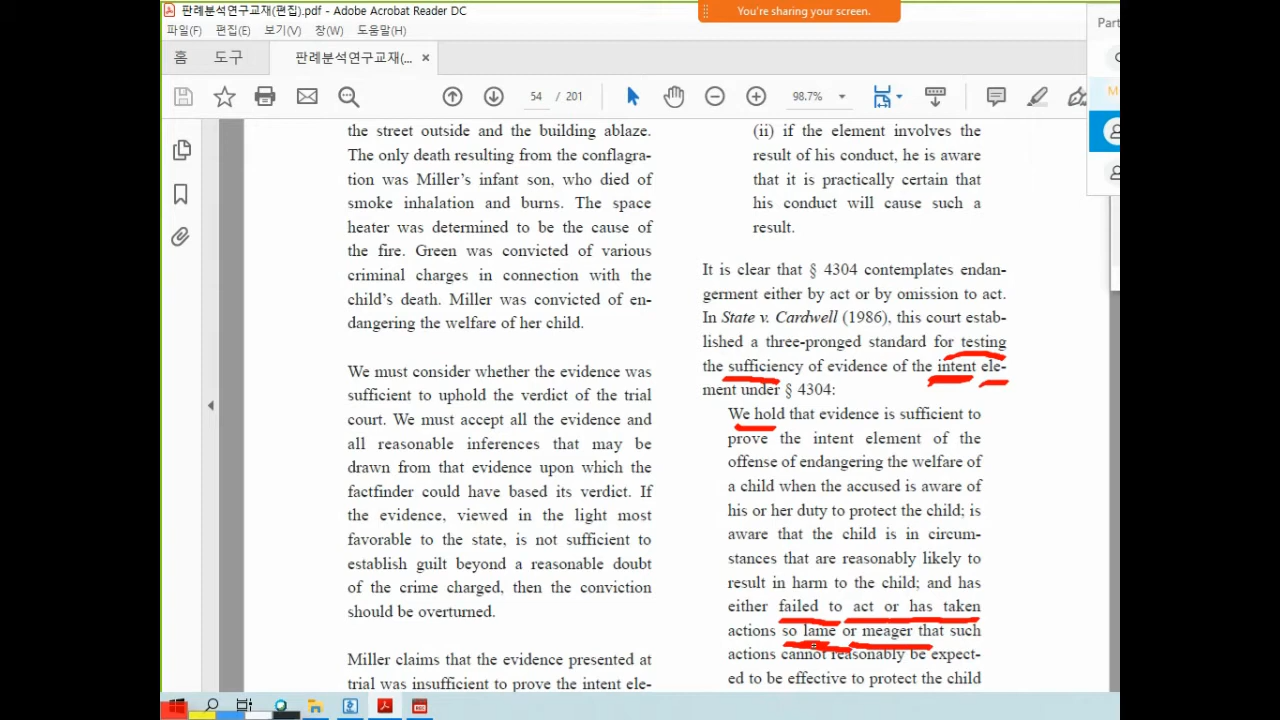 판례분석연구교재(편집).pdf - Adobe Acrobat Reader DC
You're sharing your screen.
Part
파일(F) 편집(E) 보기(V) 창(W) 도움말(H)
홈 도구 판례분석연구교재(... ×
54 / 201 98.7%
the street outside and the building ablaze.
The only death resulting from the conflagra-
tion was Miller's infant son, who died of
smoke inhalation and burns. The space
heater was determined to be the cause of
the fire. Green was convicted of various
criminal charges in connection with the
child's death. Miller was convicted of en-
dangering the welfare of her child.
We must consider whether the evidence was
sufficient to uphold the verdict of the trial
court. We must accept all the evidence and
all reasonable inferences that may be
drawn from that evidence upon which the
factfinder could have based its verdict. If
the evidence, viewed in the light most
favorable to the state, is not sufficient to
establish guilt beyond a reasonable doubt
of the crime charged, then the conviction
should be overturned.
Miller claims that the evidence presented at
trial was insufficient to prove the intent ele-
(ii) if the element involves the
result of his conduct, he is aware
that it is practically certain that
his conduct will cause such a
result.
It is clear that § 4304 contemplates endan-
germent either by act or by omission to act.
In State v. Cardwell (1986), this court estab-
lished a three-pronged standard for testing
the sufficiency of evidence of the intent ele-
ment under § 4304:
We hold that evidence is sufficient to
prove the intent element of the
offense of endangering the welfare of
a child when the accused is aware of
his or her duty to protect the child; is
aware that the child is in circum-
stances that are reasonably likely to
result in harm to the child; and has
either failed to act or has taken
actions so lame or meager that such
actions cannot reasonably be expect-
ed to be effective to protect the child